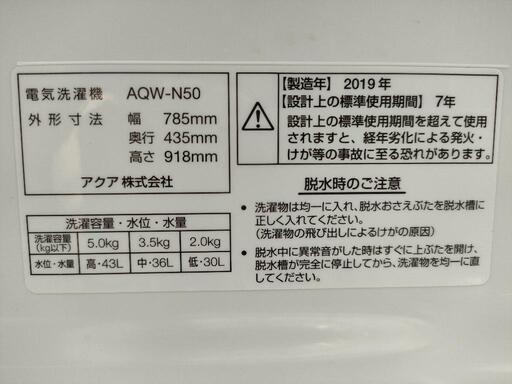 電気洗濯機 AQW-N50
外形寸法 幅 785mm
奥行 435mm
高さ 918mm
アクア株式会社
洗濯容量・水位・水量
洗濯容量(kg以下) 5.0kg 3.5kg 2.0kg
水位・水量 高・43L 中・36L 低・30L
【製造年】2019年
【設計上の標準使用期間】7年
設計上の標準使用期間を超えて使用
されますと、経年劣化による発火・
けが等の事故に至る恐れがあります。
脱水時のご注意
• 洗濯物は均一に入れ、脱水おさえぶたを脱水槽に
正しく入れてください。
(洗濯物の飛び出しによるけがの原因)
• 脱水中に異常音がした時はすぐに上ぶたを開け、
脱水槽が完全に停止してから、洗濯物を均一に直
してください。